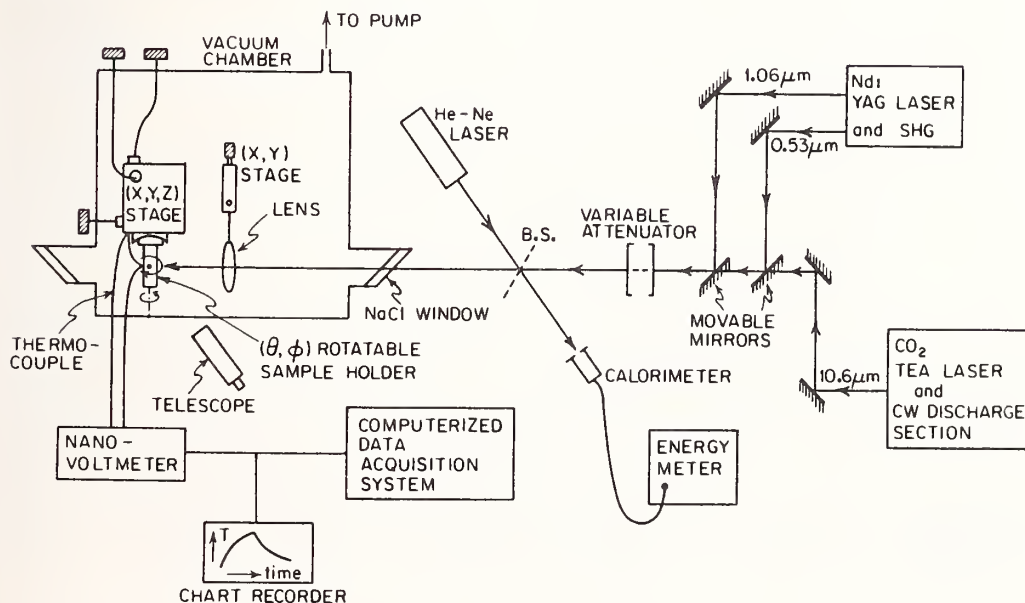 TO PUMP
VACUUM
CHAMBER
He-Ne
LASER
1.06μm
Nd:
YAG LASER
and SHG
0.53μm
(X,Y)
STAGE
(X,Y,Z)
STAGE
LENS
VARIABLE
ATTENUATOR
B.S.
NaCl WINDOW
MOVABLE
MIRRORS
THERMO-
COUPLE
(θ,ϕ) ROTATABLE
SAMPLE HOLDER
TELESCOPE
CALORIMETER
10.6μm
CO2
TEA LASER
and
CW DISCHARGE
SECTION
NANO-
VOLTMETER
COMPUTERIZED
DATA
ACQUISITION
SYSTEM
ENERGY
METER
T
time
CHART RECORDER